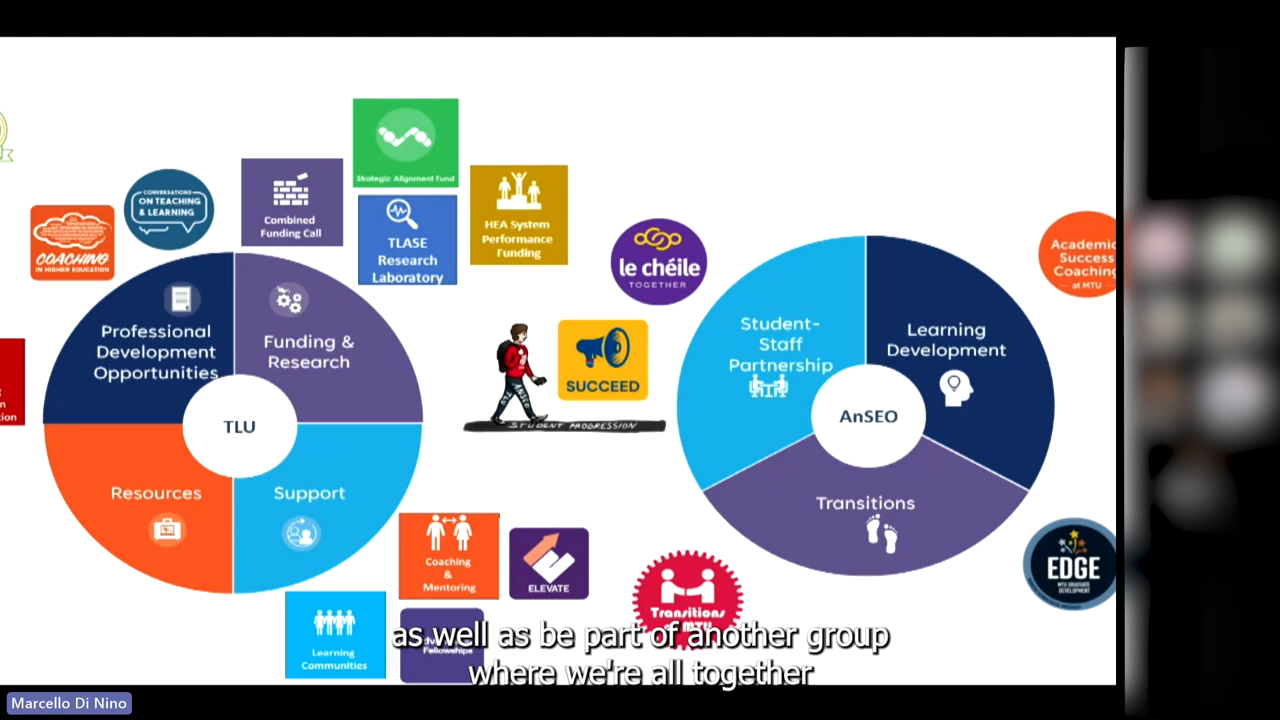 Strategic Alignment Fund
CONVERSATIONS
ON TEACHING
& LEARNING
COACHING
IN HIGHER EDUCATION
Combined
Funding Call
TLASE
Research
Laboratory
HEA System
Performance
Funding
le chéile
TOGETHER
Academic
Success
Coaching
at MTU
Professional
Development
Opportunities
Funding &
Research
TLU
Resources
Support
SUCCEED
TLU
ANSEO
STUDENT PROGRESSION
Student-
Staff
Partnership
Learning
Development
AnSEO
Transitions
Coaching
&
Mentoring
ELEVATE
Learning
Communities
Fellowships
Transitions
MTU
EDGE
MTU GRADUATE
DEVELOPMENT
as well as be part of another group
where we're all together
Marcello Di Nino